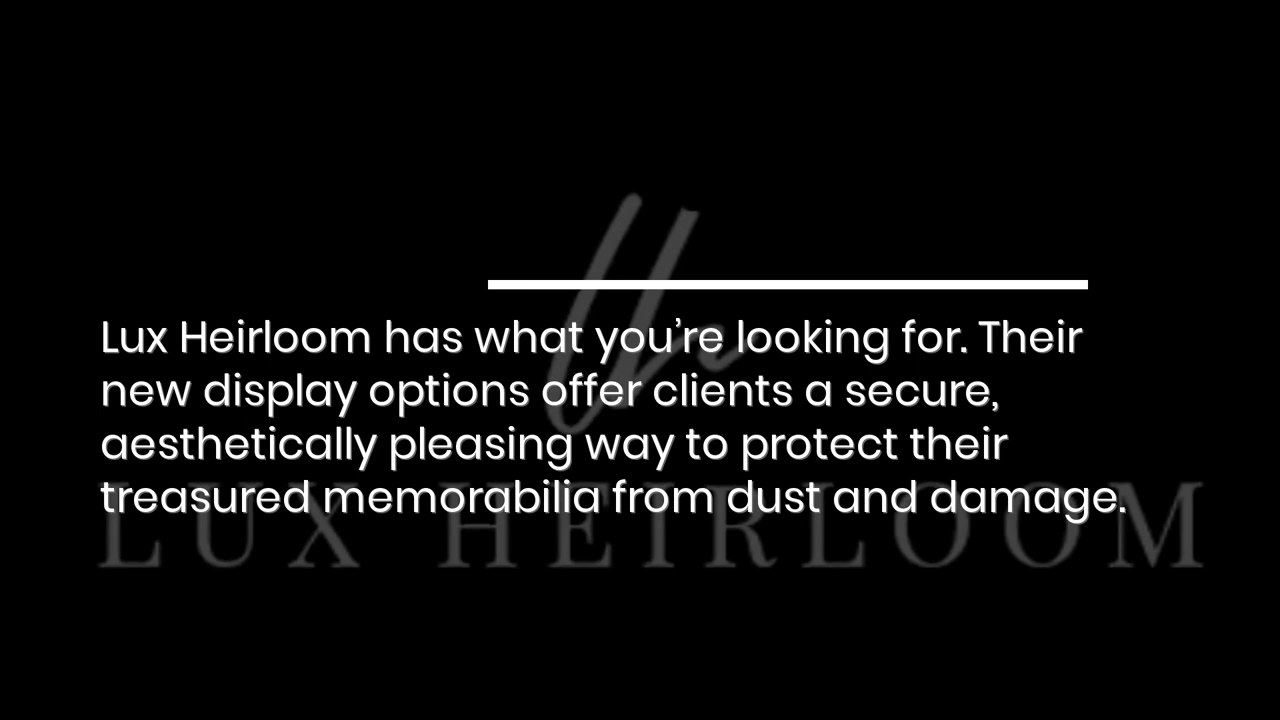 Lux Heirloom has what you’re looking for. Their
new display options offer clients a secure,
aesthetically pleasing way to protect their
treasured memorabilia from dust and damage.
LUX HEIRLOOM